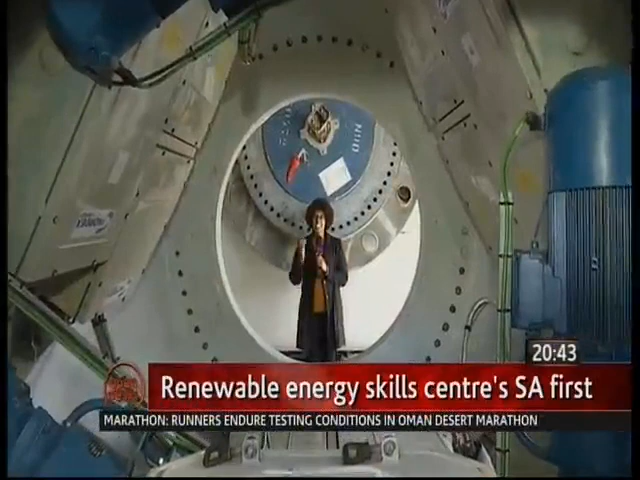 20:43
Renewable energy skills centre's SA first
MARATHON: RUNNERS ENDURE TESTING CONDITIONS IN OMAN DESERT MARATHON